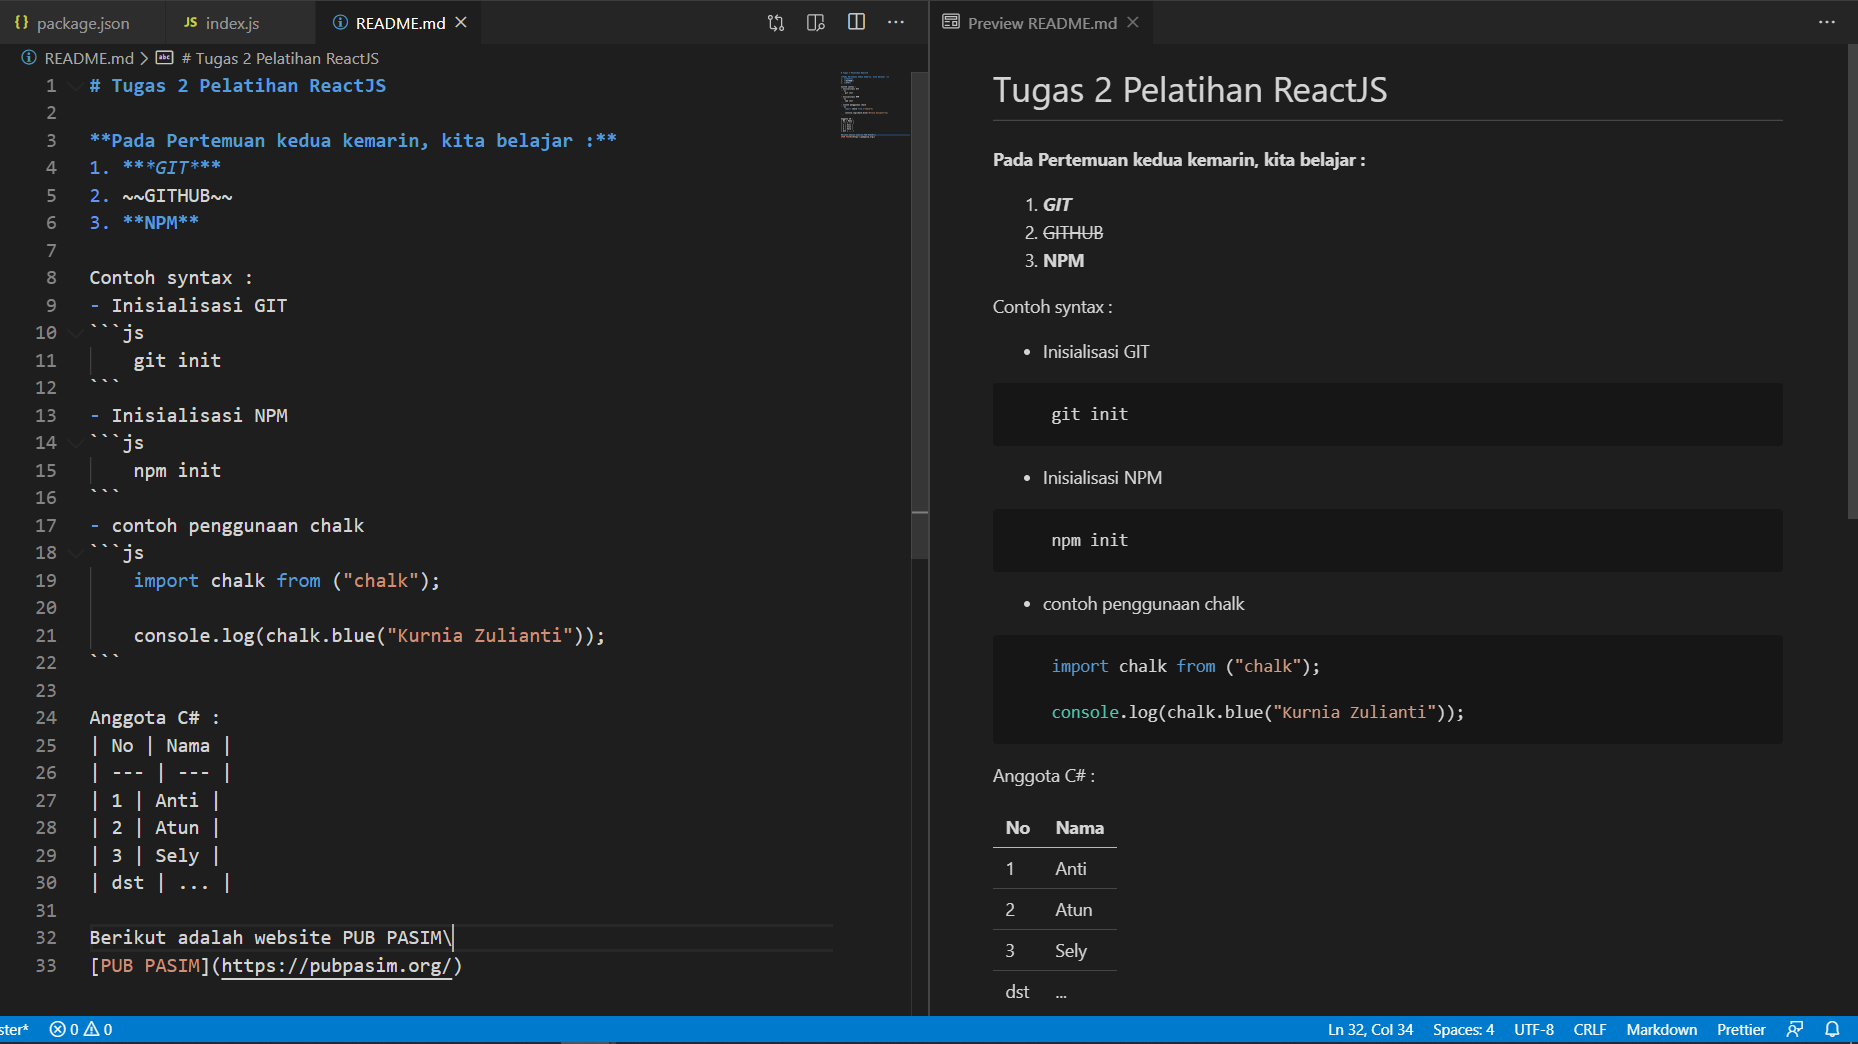 {} package.json
JS index.js
README.md
Preview README.md
README.md > abc # Tugas 2 Pelatihan ReactJS
1 # Tugas 2 Pelatihan ReactJS
2
3 **Pada Pertemuan kedua kemarin, kita belajar :**
4 1. ***GIT***
5 2. ~~GITHUB~~
6 3. **NPM**
7
8 Contoh syntax :
9 - Inisialisasi GIT
10 ```js
11     git init
12 ```
13 - Inisialisasi NPM
14 ```js
15     npm init
16 ```
17 - contoh penggunaan chalk
18 ```js
19     import chalk from ("chalk");
20
21     console.log(chalk.blue("Kurnia Zulianti"));
22 ```
23
24 Anggota C# :
25 | No | Nama |
26 | --- | --- |
27 | 1 | Anti |
28 | 2 | Atun |
29 | 3 | Sely |
30 | dst | ... |
31
32 Berikut adalah website PUB PASIM\
33 [PUB PASIM](https://pubpasim.org/)
Tugas 2 Pelatihan ReactJS
Pada Pertemuan kedua kemarin, kita belajar :
1. GIT
2. GITHUB
3. NPM
Contoh syntax :
• Inisialisasi GIT
git init
• Inisialisasi NPM
npm init
• contoh penggunaan chalk
import chalk from ("chalk");
console.log(chalk.blue("Kurnia Zulianti"));
Anggota C# :
No Nama
1 Anti
2 Atun
3 Sely
dst ...
ster* 0 0 Ln 32, Col 34 Spaces: 4 UTF-8 CRLF Markdown Prettier